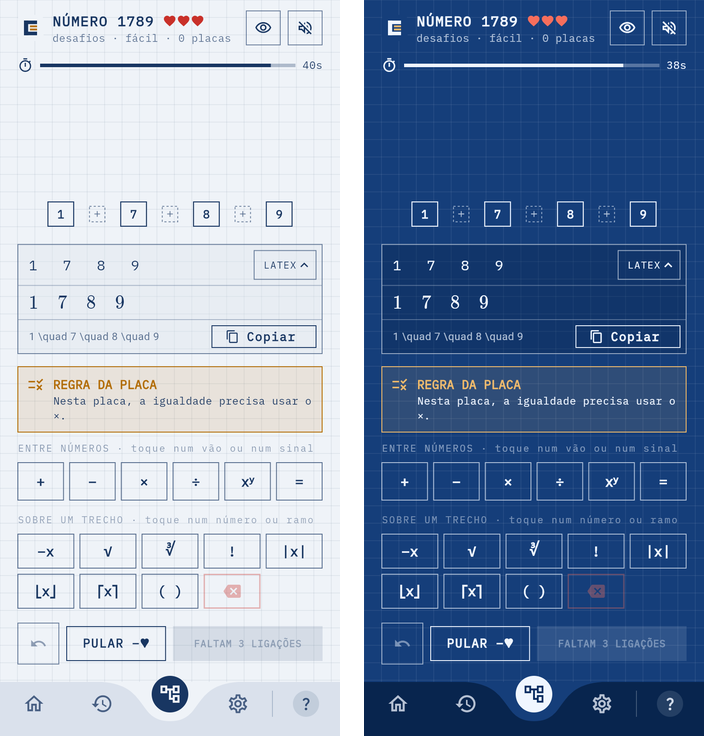 NÚMERO 1789
desafios · fácil · 0 placas
40s
1 + 7 + 8 + 9
1 7 8 9
LATEX
1 7 8 9
1 \quad 7 \quad 8 \quad 9
Copiar
REGRA DA PLACA
Nesta placa, a igualdade precisa usar o
×.
ENTRE NÚMEROS · toque num vão ou num sinal
+ − × ÷ xʸ =
SOBRE UM TRECHO · toque num número ou ramo
−x √ ∛ ! |x|
⌊x⌋ ⌈x⌉ ( )
PULAR −♥
FALTAM 3 LIGAÇÕES
?
NÚMERO 1789
desafios · fácil · 0 placas
38s
1 + 7 + 8 + 9
1 7 8 9
LATEX
1 7 8 9
1 \quad 7 \quad 8 \quad 9
Copiar
REGRA DA PLACA
Nesta placa, a igualdade precisa usar o
×.
ENTRE NÚMEROS · toque num vão ou num sinal
+ − × ÷ xʸ =
SOBRE UM TRECHO · toque num número ou ramo
−x √ ∛ ! |x|
⌊x⌋ ⌈x⌉ ( )
PULAR −♥
FALTAM 3 LIGAÇÕES
?